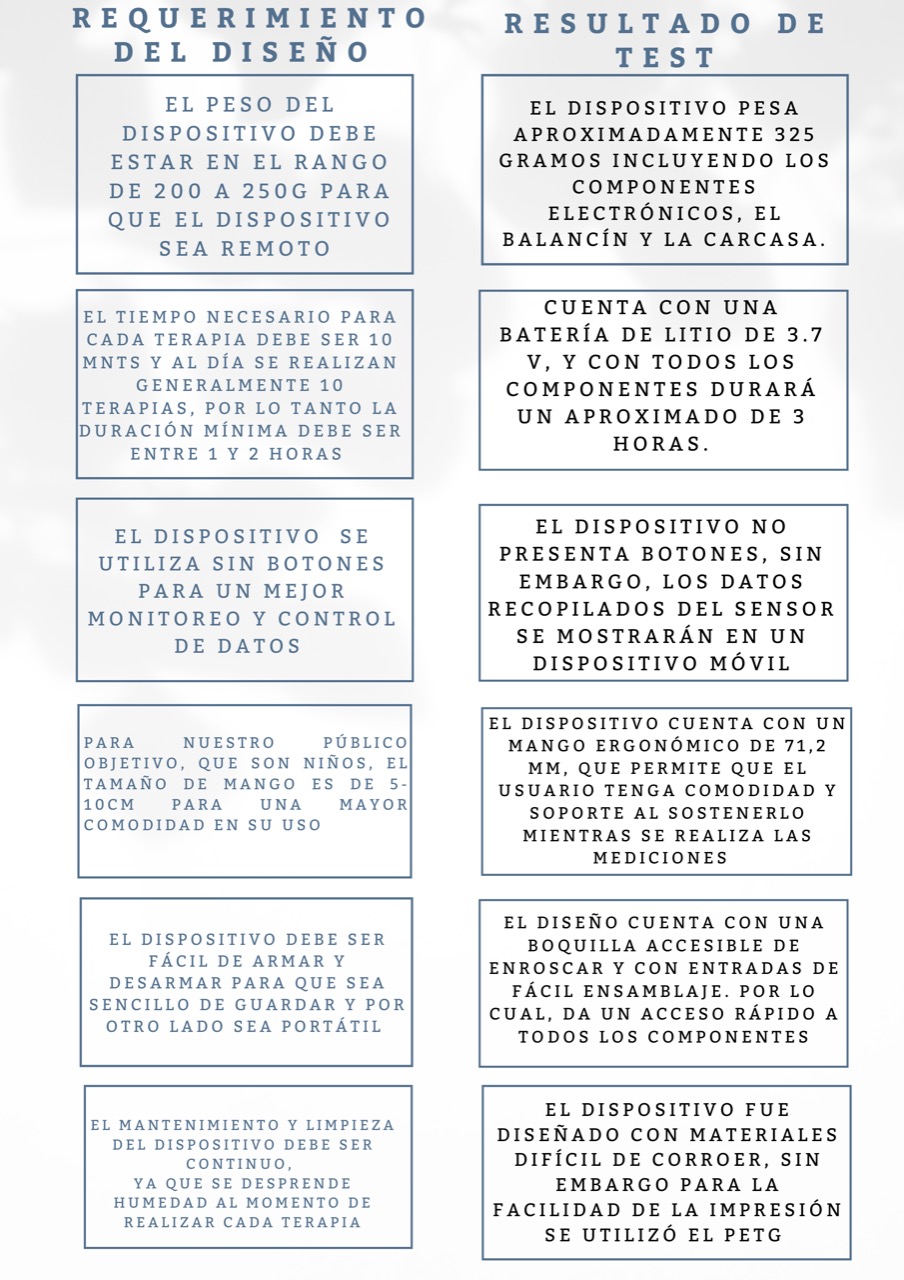 REQUERIMIENTO
DEL DISEÑO
RESULTADO DE
TEST
EL PESO DEL
DISPOSITIVO DEBE
ESTAR EN EL RANGO
DE 200 A 250G PARA
QUE EL DISPOSITIVO
SEA REMOTO
EL DISPOSITIVO PESA
APROXIMADAMENTE 325
GRAMOS INCLUYENDO LOS
COMPONENTES
ELECTRÓNICOS, EL
BALANCÍN Y LA CARCASA.
EL TIEMPO NECESARIO PARA
CADA TERAPIA DEBE SER 10
MNTS Y AL DÍA SE REALIZAN
GENERALMENTE 10
TERAPIAS, POR LO TANTO LA
DURACIÓN MÍNIMA DEBE SER
ENTRE 1 Y 2 HORAS
CUENTA CON UNA
BATERÍA DE LITIO DE 3.7
V, Y CON TODOS LOS
COMPONENTES DURARÁ
UN APROXIMADO DE 3
HORAS.
EL DISPOSITIVO SE
UTILIZA SIN BOTONES
PARA UN MEJOR
MONITOREO Y CONTROL
DE DATOS
EL DISPOSITIVO NO
PRESENTA BOTONES, SIN
EMBARGO, LOS DATOS
RECOPILADOS DEL SENSOR
SE MOSTRARÁN EN UN
DISPOSITIVO MÓVIL
PARA NUESTRO PÚBLICO
OBJETIVO, QUE SON NIÑOS, EL
TAMAÑO DE MANGO ES DE 5-
10CM PARA UNA MAYOR
COMODIDAD EN SU USO
EL DISPOSITIVO CUENTA CON UN
MANGO ERGONÓMICO DE 71,2
MM, QUE PERMITE QUE EL
USUARIO TENGA COMODIDAD Y
SOPORTE AL SOSTENERLO
MIENTRAS SE REALIZA LAS
MEDICIONES
EL DISPOSITIVO DEBE SER
FÁCIL DE ARMAR Y
DESARMAR PARA QUE SEA
SENCILLO DE GUARDAR Y POR
OTRO LADO SEA PORTÁTIL
EL DISEÑO CUENTA CON UNA
BOQUILLA ACCESIBLE DE
ENROSCAR Y CON ENTRADAS DE
FÁCIL ENSAMBLAJE. POR LO
CUAL, DA UN ACCESO RÁPIDO A
TODOS LOS COMPONENTES
EL MANTENIMIENTO Y LIMPIEZA
DEL DISPOSITIVO DEBE SER
CONTINUO,
YA QUE SE DESPRENDE
HUMEDAD AL MOMENTO DE
REALIZAR CADA TERAPIA
EL DISPOSITIVO FUE
DISEÑADO CON MATERIALES
DIFÍCIL DE CORROER, SIN
EMBARGO PARA LA
FACILIDAD DE LA IMPRESIÓN
SE UTILIZÓ EL PETG